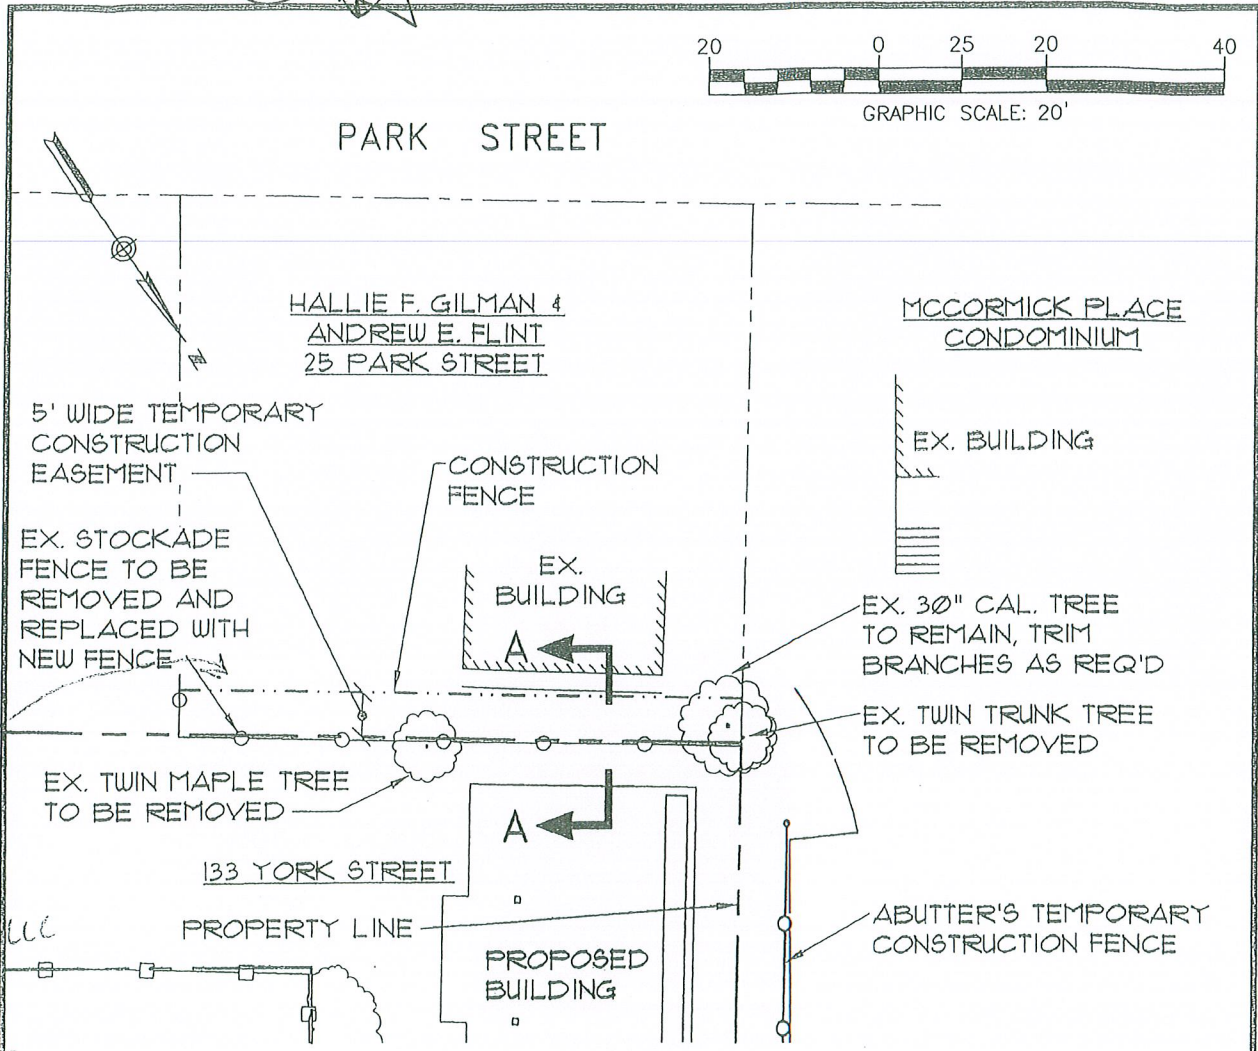 20 0 25 20 40
GRAPHIC SCALE: 20'
PARK STREET
HALLIE F. GILMAN &
ANDREW E. FLINT
25 PARK STREET
MCCORMICK PLACE
CONDOMINIUM
5' WIDE TEMPORARY
CONSTRUCTION
EASEMENT
CONSTRUCTION
FENCE
EX. BUILDING
EX. STOCKADE
FENCE TO BE
REMOVED AND
REPLACED WITH
NEW FENCE
EX.
BUILDING
A
EX. 30" CAL. TREE
TO REMAIN, TRIM
BRANCHES AS REQ'D
EX. TWIN TRUNK TREE
TO BE REMOVED
EX. TWIN MAPLE TREE
TO BE REMOVED
A
133 YORK STREET
PROPERTY LINE
PROPOSED
BUILDING
ABUTTER'S TEMPORARY
CONSTRUCTION FENCE